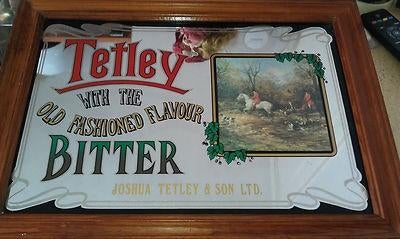 Tetley
WITH THE
OLD FASHIONED FLAVOUR
BITTER
JOSHUA TETLEY & SON LTD.